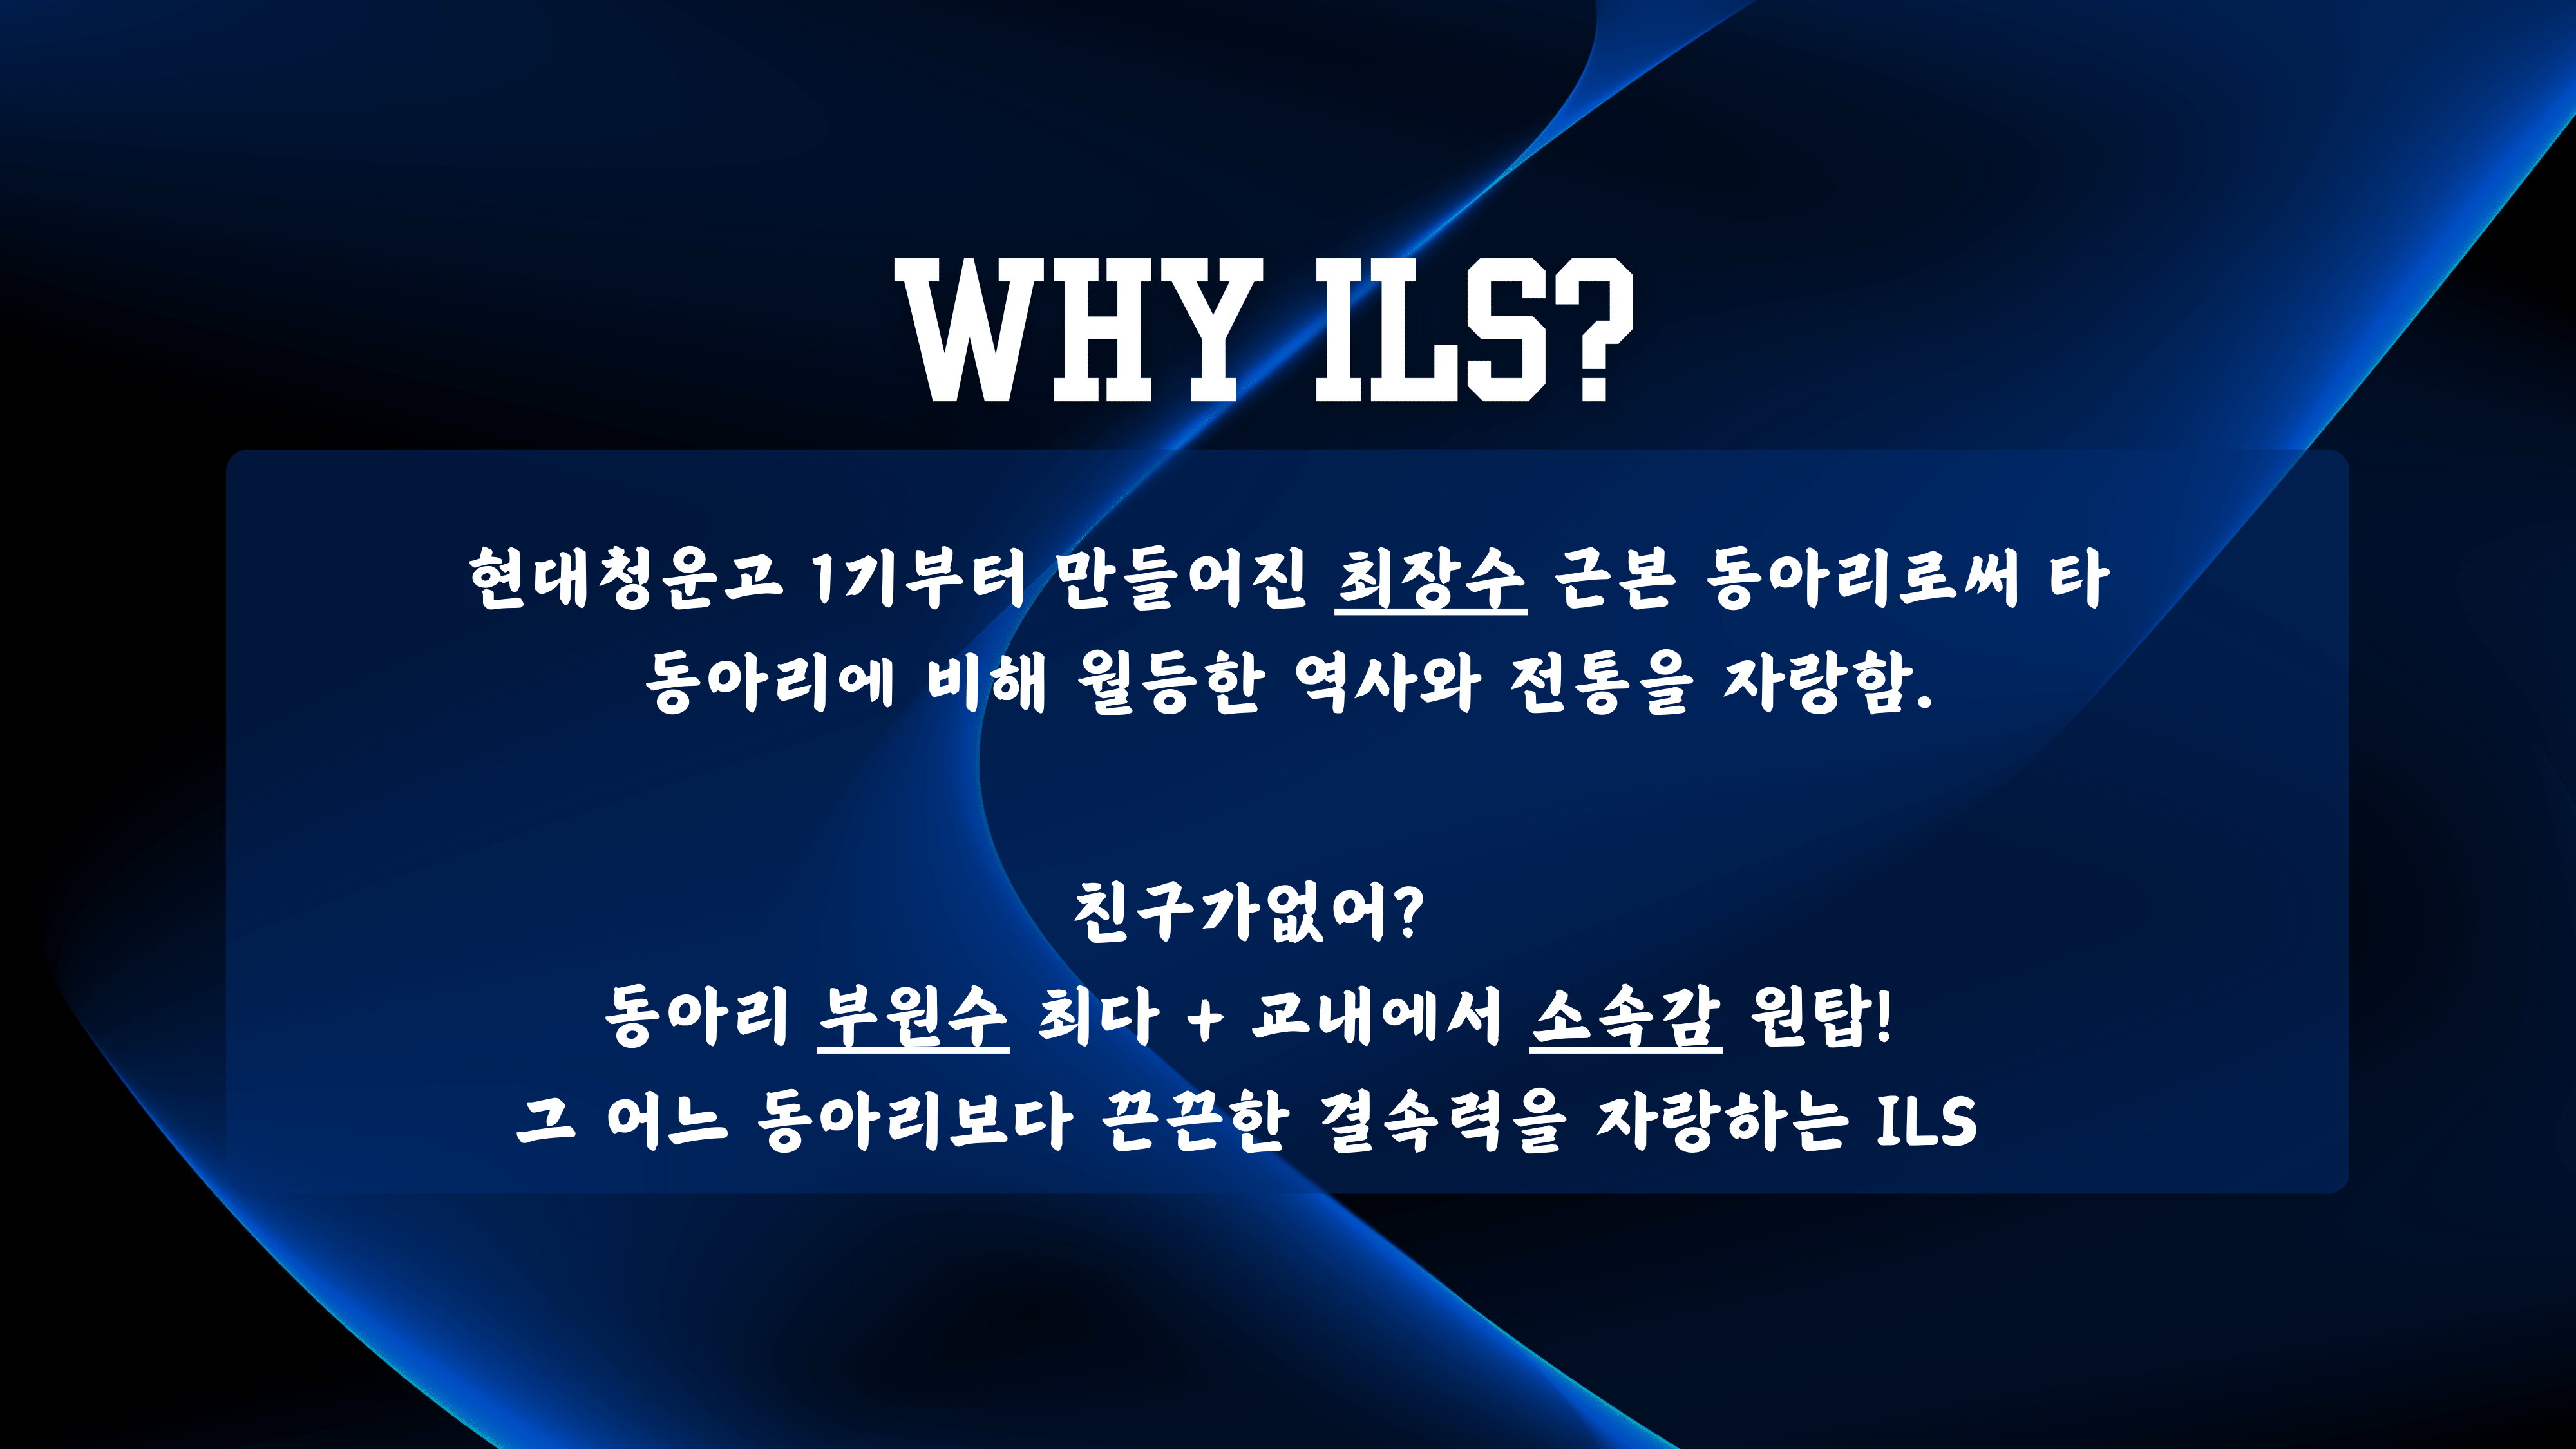 WHY ILS?
현대청운고 1기부터 만들어진 최장수 근본 동아리로써 타
동아리에 비해 월등한 역사와 전통을 자랑함.
친구가없어?
동아리 부원수 최다 + 교내에서 소속감 원탑!
그 어느 동아리보다 끈끈한 결속력을 자랑하는 ILS